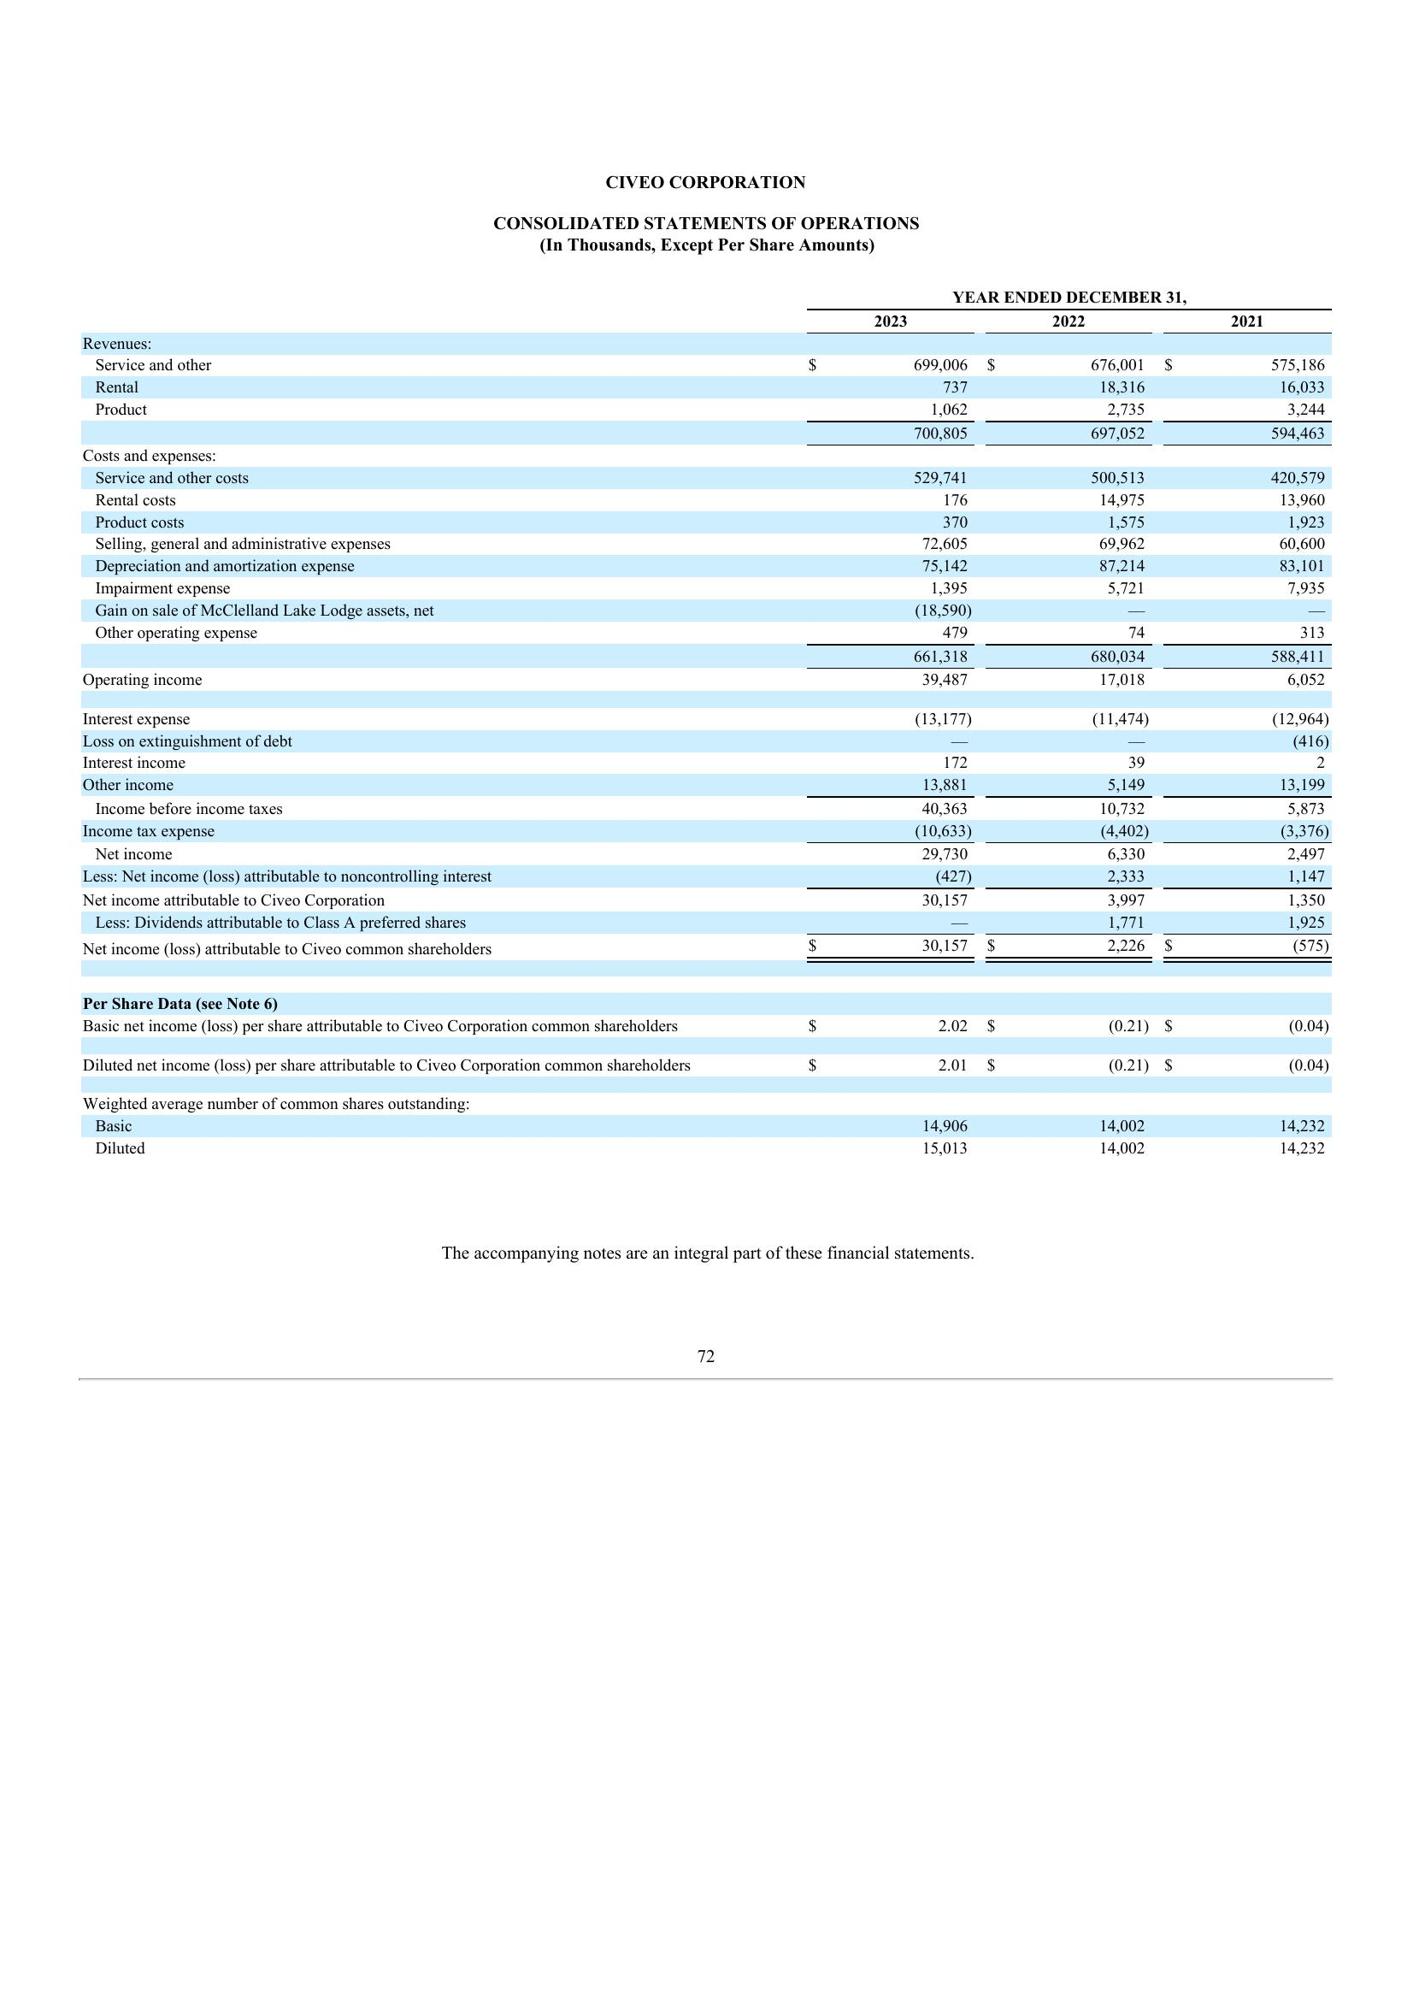 CIVEO CORPORATION
CONSOLIDATED STATEMENTS OF OPERATIONS
(In Thousands, Except Per Share Amounts)
YEAR ENDED DECEMBER 31,
2023 2022 2021
Revenues:
Service and other $ 699,006 $ 676,001 $ 575,186
Rental 737 18,316 16,033
Product 1,062 2,735 3,244
700,805 697,052 594,463
Costs and expenses:
Service and other costs 529,741 500,513 420,579
Rental costs 176 14,975 13,960
Product costs 370 1,575 1,923
Selling, general and administrative expenses 72,605 69,962 60,600
Depreciation and amortization expense 75,142 87,214 83,101
Impairment expense 1,395 5,721 7,935
Gain on sale of McClelland Lake Lodge assets, net (18,590) — —
Other operating expense 479 74 313
661,318 680,034 588,411
Operating income 39,487 17,018 6,052
Interest expense (13,177) (11,474) (12,964)
Loss on extinguishment of debt — — (416)
Interest income 172 39 2
Other income 13,881 5,149 13,199
Income before income taxes 40,363 10,732 5,873
Income tax expense (10,633) (4,402) (3,376)
Net income 29,730 6,330 2,497
Less: Net income (loss) attributable to noncontrolling interest (427) 2,333 1,147
Net income attributable to Civeo Corporation 30,157 3,997 1,350
Less: Dividends attributable to Class A preferred shares — 1,771 1,925
Net income (loss) attributable to Civeo common shareholders $ 30,157 $ 2,226 $ (575)
Per Share Data (see Note 6)
Basic net income (loss) per share attributable to Civeo Corporation common shareholders $ 2.02 $ (0.21) $ (0.04)
Diluted net income (loss) per share attributable to Civeo Corporation common shareholders $ 2.01 $ (0.21) $ (0.04)
Weighted average number of common shares outstanding:
Basic 14,906 14,002 14,232
Diluted 15,013 14,002 14,232
The accompanying notes are an integral part of these financial statements.
72